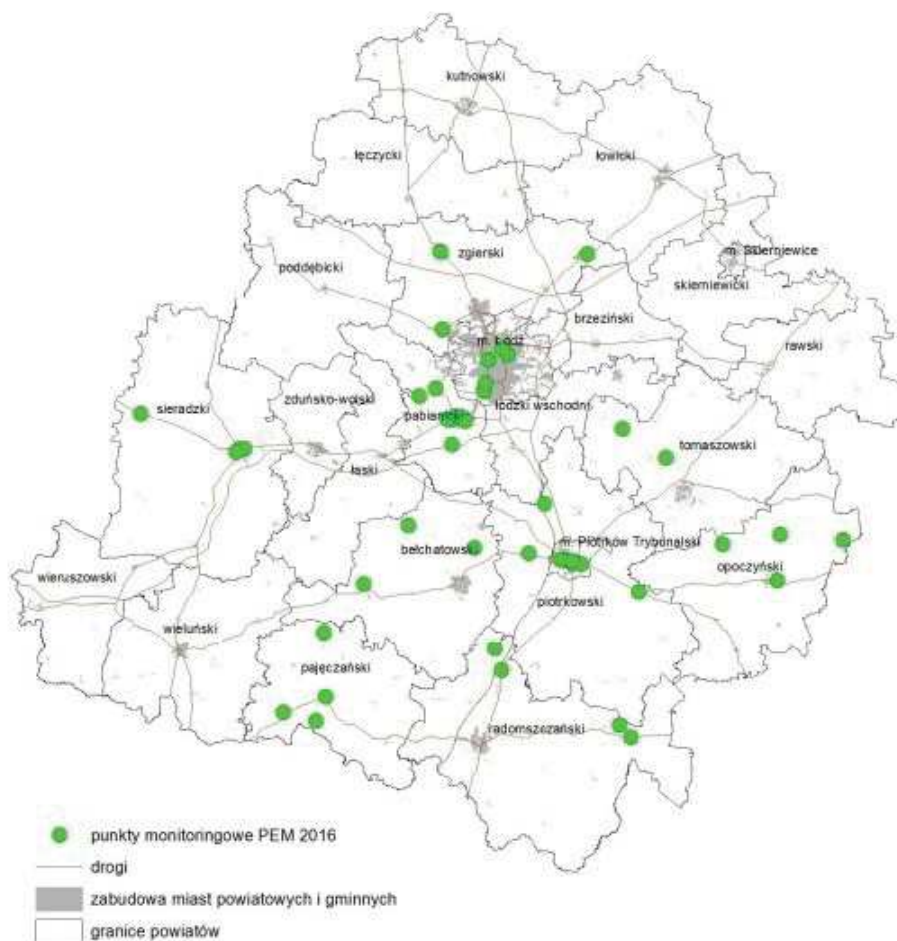 kutnowski
łęczycki
łowicki
zgierski
m. Skierniewice
poddębicki
skierniewicki
brzeziński
m. Łódź
rawski
zduńsko-wolski
sieradzki
pabianicki
łódzki wschodni
tomaszowski
łaski
m. Piotrków Trybunalski
bełchatowski
opoczyński
wieruszowski
piotrkowski
wieluński
pajęczański
radomszczański
punkty monitoringowe PEM 2016
drogi
zabudowa miast powiatowych i gminnych
granice powiatów